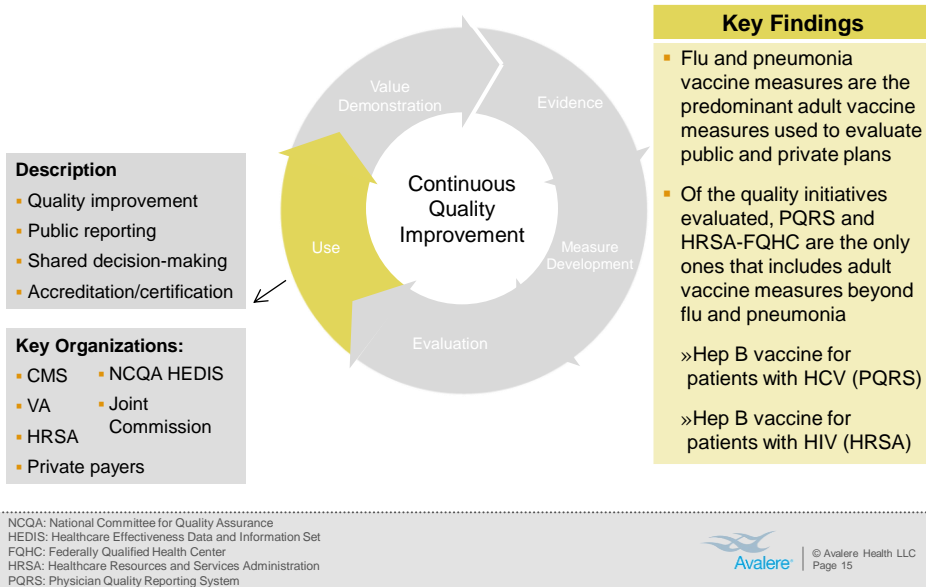 Value
Demonstration
Evidence
Measure
Development
Evaluation
Use
Continuous
Quality
Improvement
Description
▪ Quality improvement
▪ Public reporting
▪ Shared decision-making
▪ Accreditation/certification
Key Organizations:
▪ CMS
▪ VA
▪ HRSA
▪ Private payers
▪ NCQA HEDIS
▪ Joint
Commission
Key Findings
▪ Flu and pneumonia
vaccine measures are the
predominant adult vaccine
measures used to evaluate
public and private plans
▪ Of the quality initiatives
evaluated, PQRS and
HRSA-FQHC are the only
ones that includes adult
vaccine measures beyond
flu and pneumonia
»Hep B vaccine for
patients with HCV (PQRS)
»Hep B vaccine for
patients with HIV (HRSA)
NCQA: National Committee for Quality Assurance
HEDIS: Healthcare Effectiveness Data and Information Set
FQHC: Federally Qualified Health Center
HRSA: Healthcare Resources and Services Administration
PQRS: Physician Quality Reporting System
Avalere
© Avalere Health LLC
Page 15